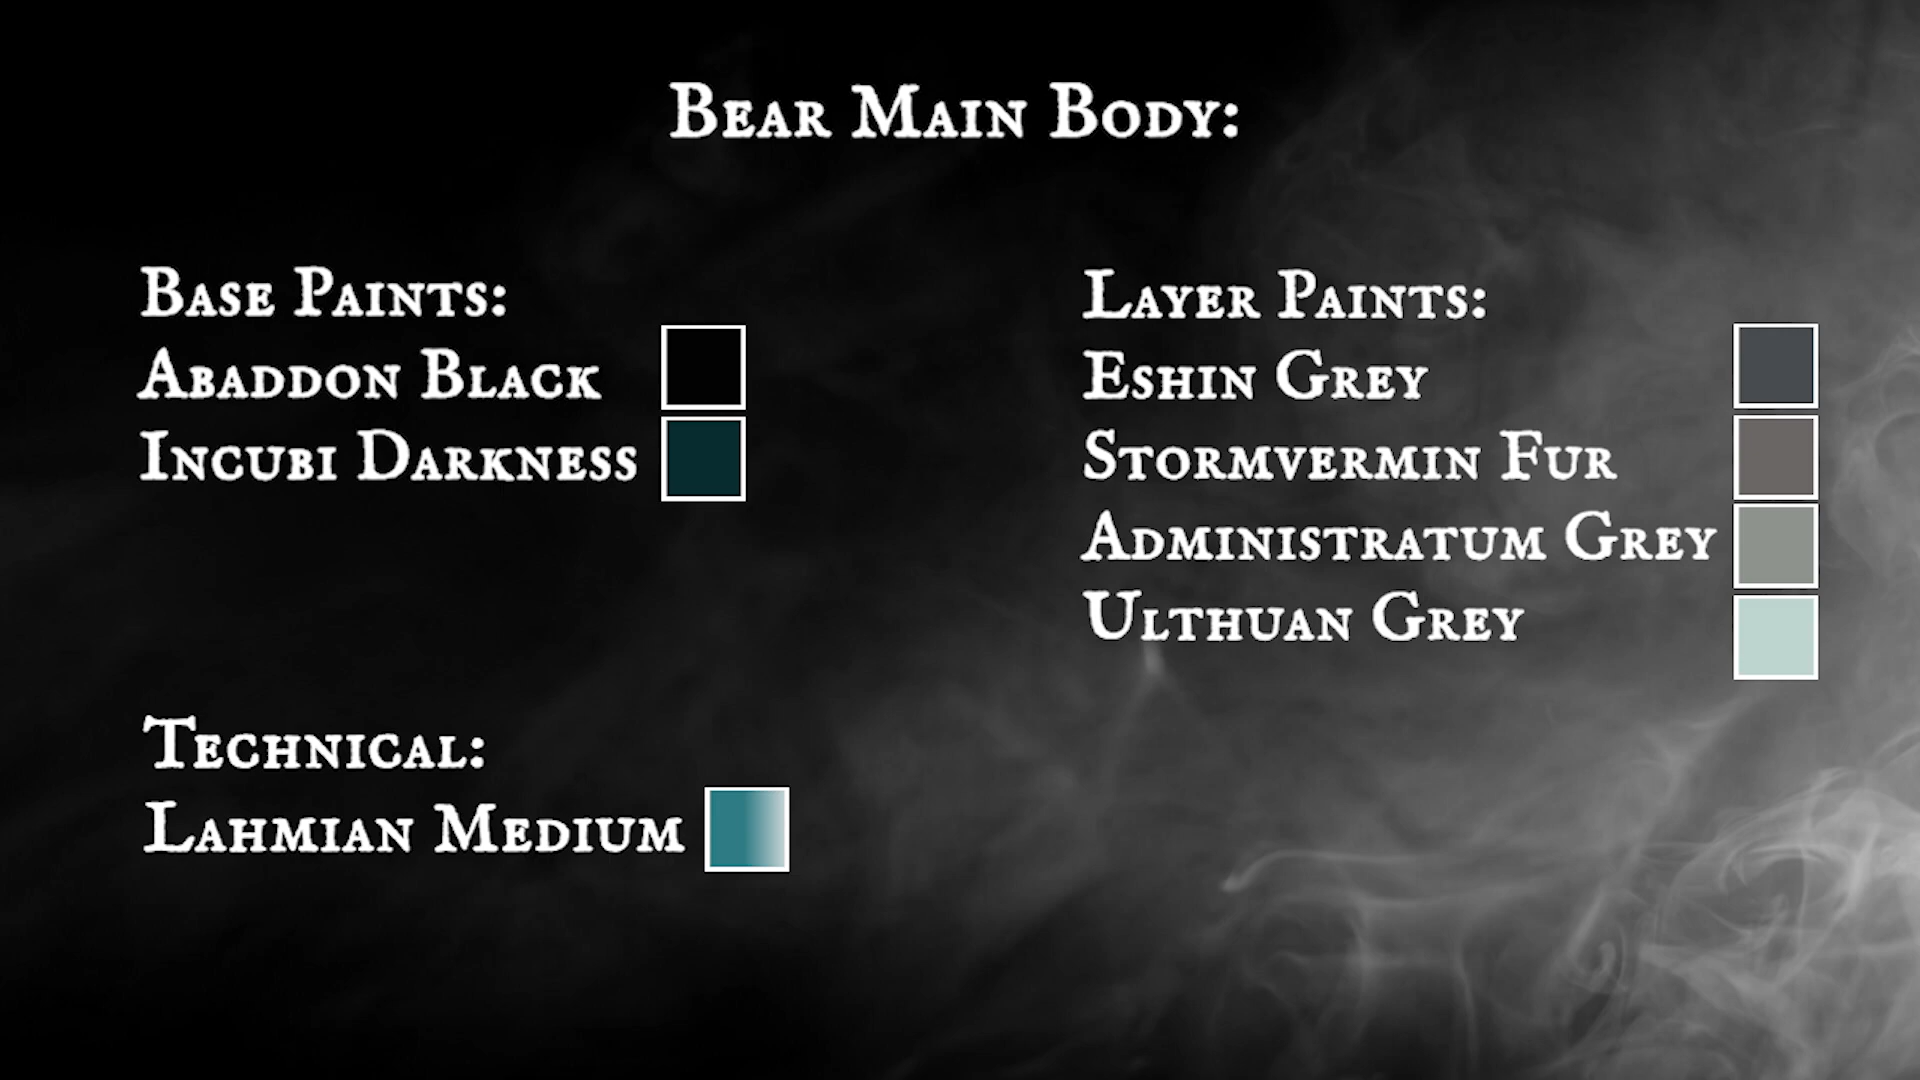 Bear Main Body:
Base Paints:
Abaddon Black
Incubi Darkness
Layer Paints:
Eshin Grey
Stormvermin Fur
Administratum Grey
Ulthuan Grey
Technical:
Lahmian Medium